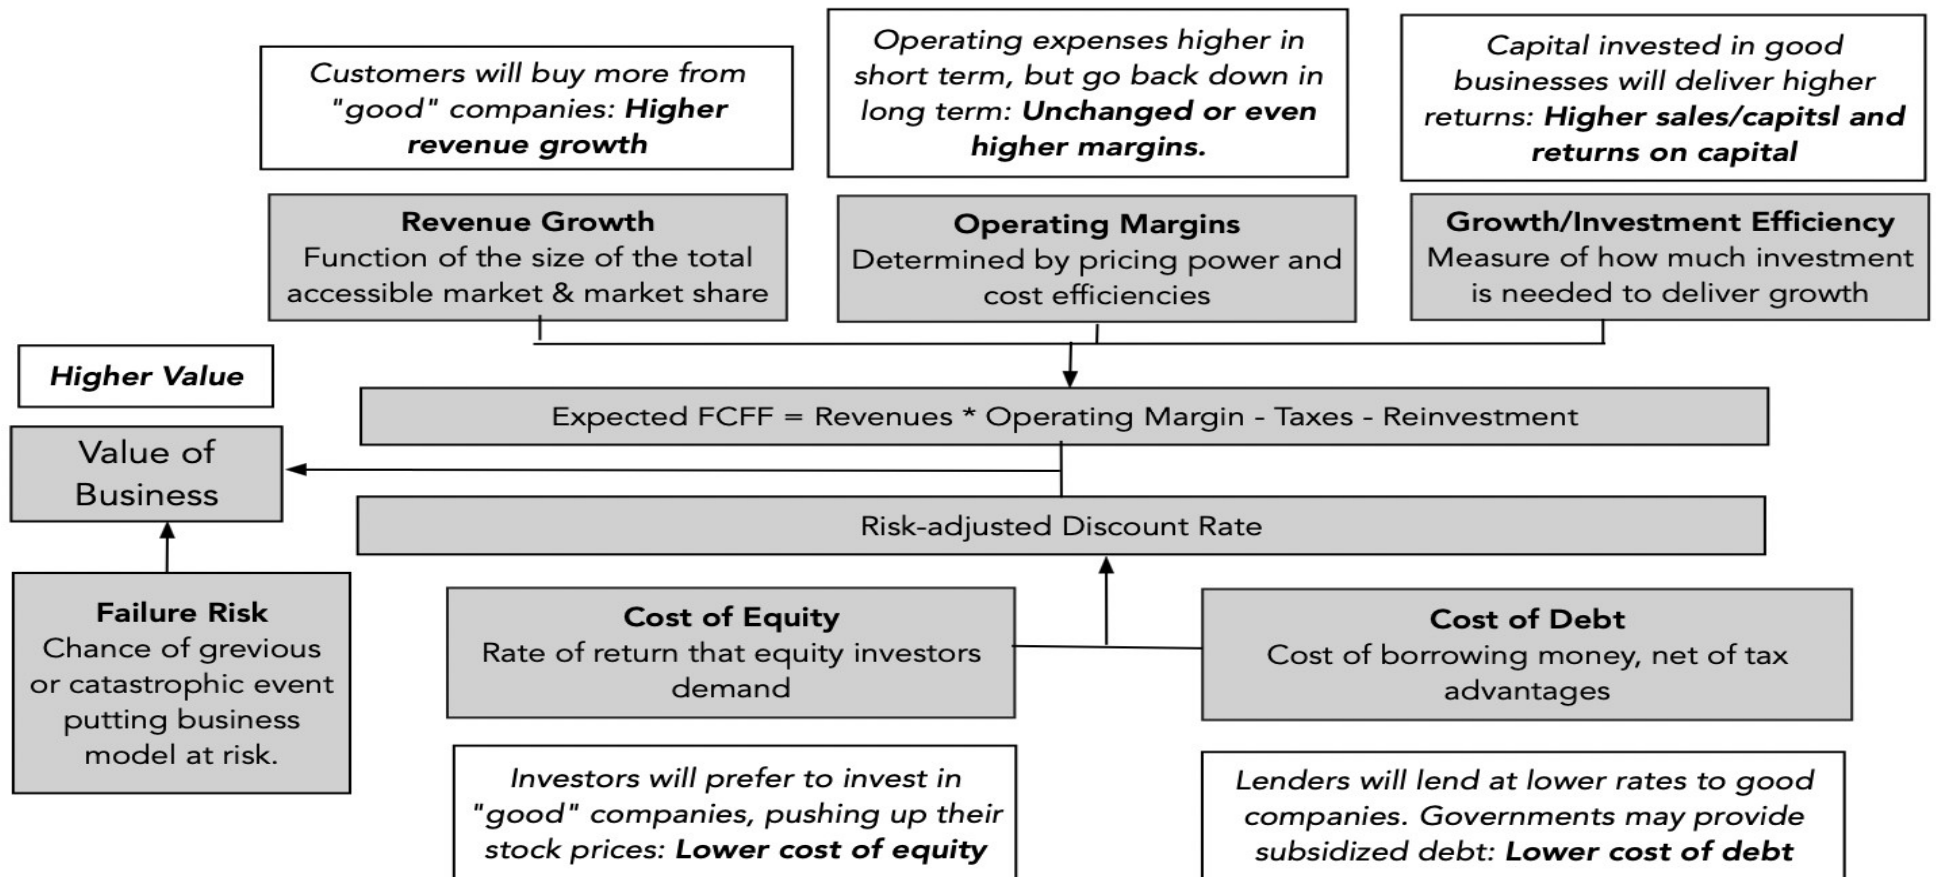 Customers will buy more from
"good" companies: Higher
revenue growth
Operating expenses higher in
short term, but go back down in
long term: Unchanged or even
higher margins.
Capital invested in good
businesses will deliver higher
returns: Higher sales/capitsl and
returns on capital
Revenue Growth
Function of the size of the total
accessible market & market share
Operating Margins
Determined by pricing power and
cost efficiencies
Growth/Investment Efficiency
Measure of how much investment
is needed to deliver growth
Higher Value
Expected FCFF = Revenues * Operating Margin - Taxes - Reinvestment
Value of
Business
Risk-adjusted Discount Rate
Failure Risk
Chance of grevious
or catastrophic event
putting business
model at risk.
Cost of Equity
Rate of return that equity investors
demand
Cost of Debt
Cost of borrowing money, net of tax
advantages
Investors will prefer to invest in
"good" companies, pushing up their
stock prices: Lower cost of equity
Lenders will lend at lower rates to good
companies. Governments may provide
subsidized debt: Lower cost of debt